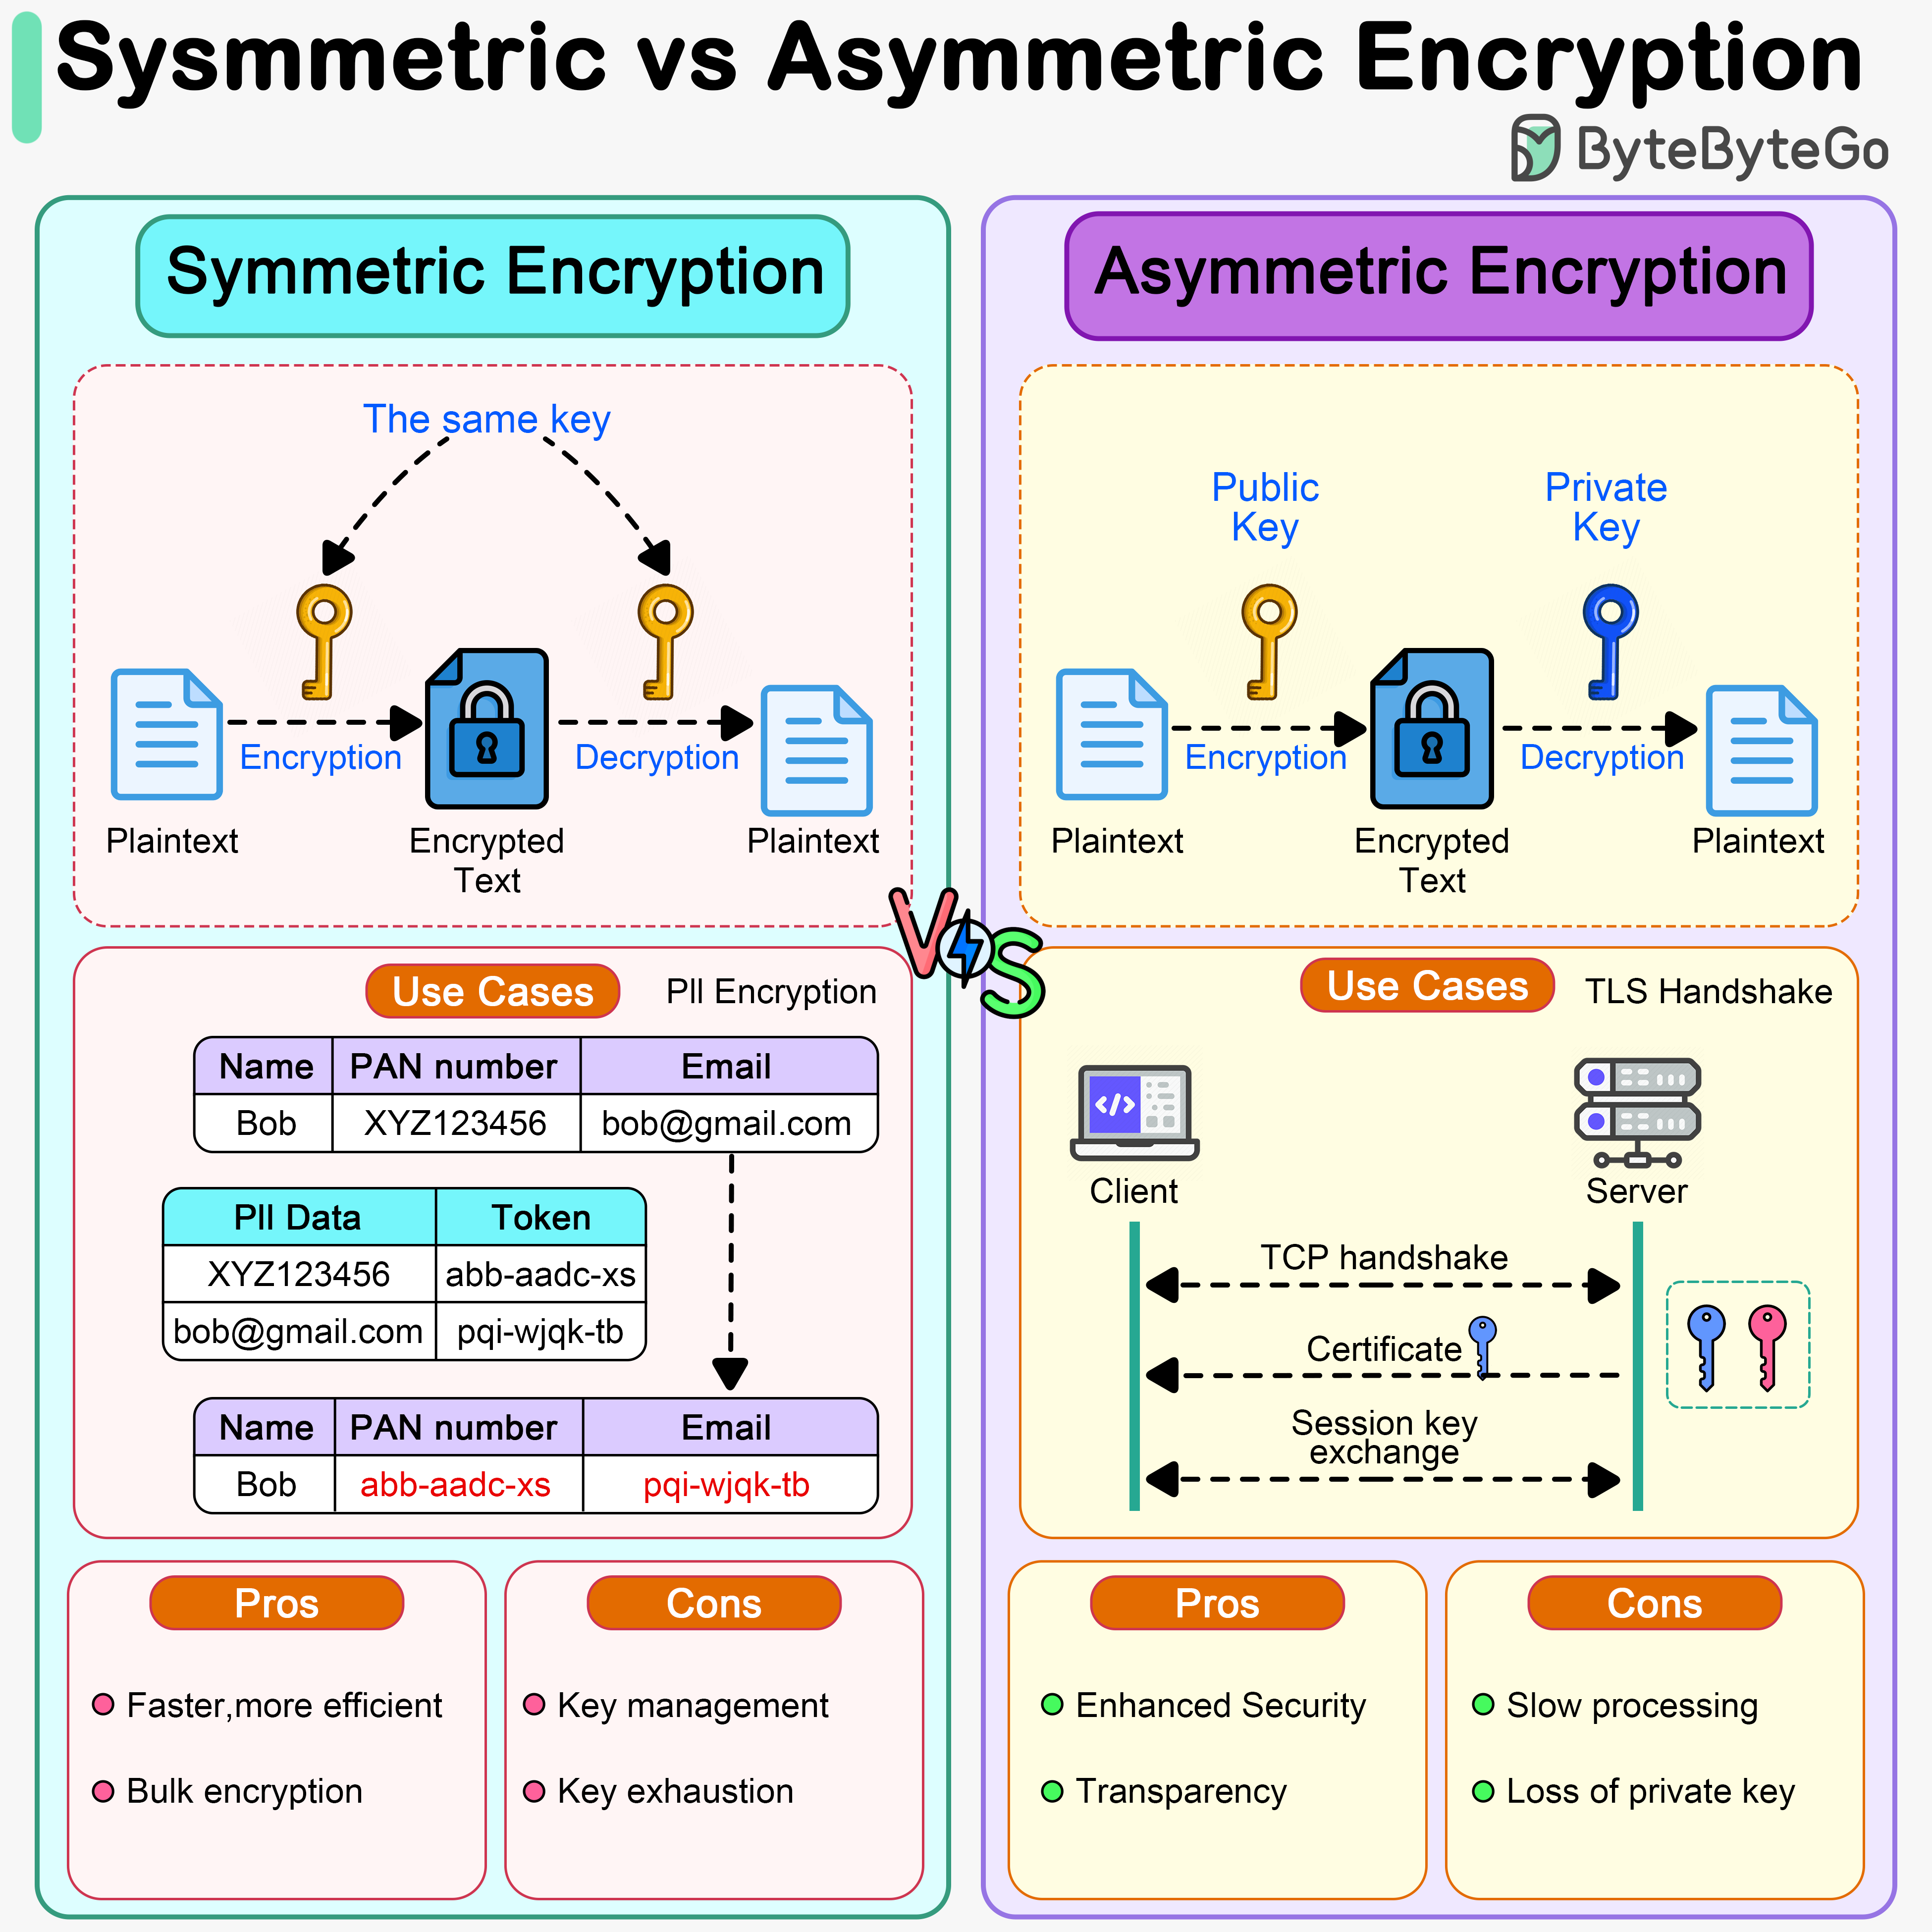 Sysmmetric vs Asymmetric Encryption
ByteByteGo
Symmetric Encryption
The same key
Encryption
Decryption
Plaintext
Encrypted
Text
Plaintext
Use Cases
Pll Encryption
Name PAN number Email
Bob XYZ123456 bob@gmail.com
Pll Data Token
XYZ123456 abb-aadc-xs
bob@gmail.com pqi-wjqk-tb
Name PAN number Email
Bob abb-aadc-xs pqi-wjqk-tb
Pros
Faster,more efficient
Bulk encryption
Cons
Key management
Key exhaustion
VS
Asymmetric Encryption
Public
Key
Private
Key
Encryption
Decryption
Plaintext
Encrypted
Text
Plaintext
Use Cases
TLS Handshake
</>
Client
Server
TCP handshake
Certificate
Session key
exchange
Pros
Enhanced Security
Transparency
Cons
Slow processing
Loss of private key